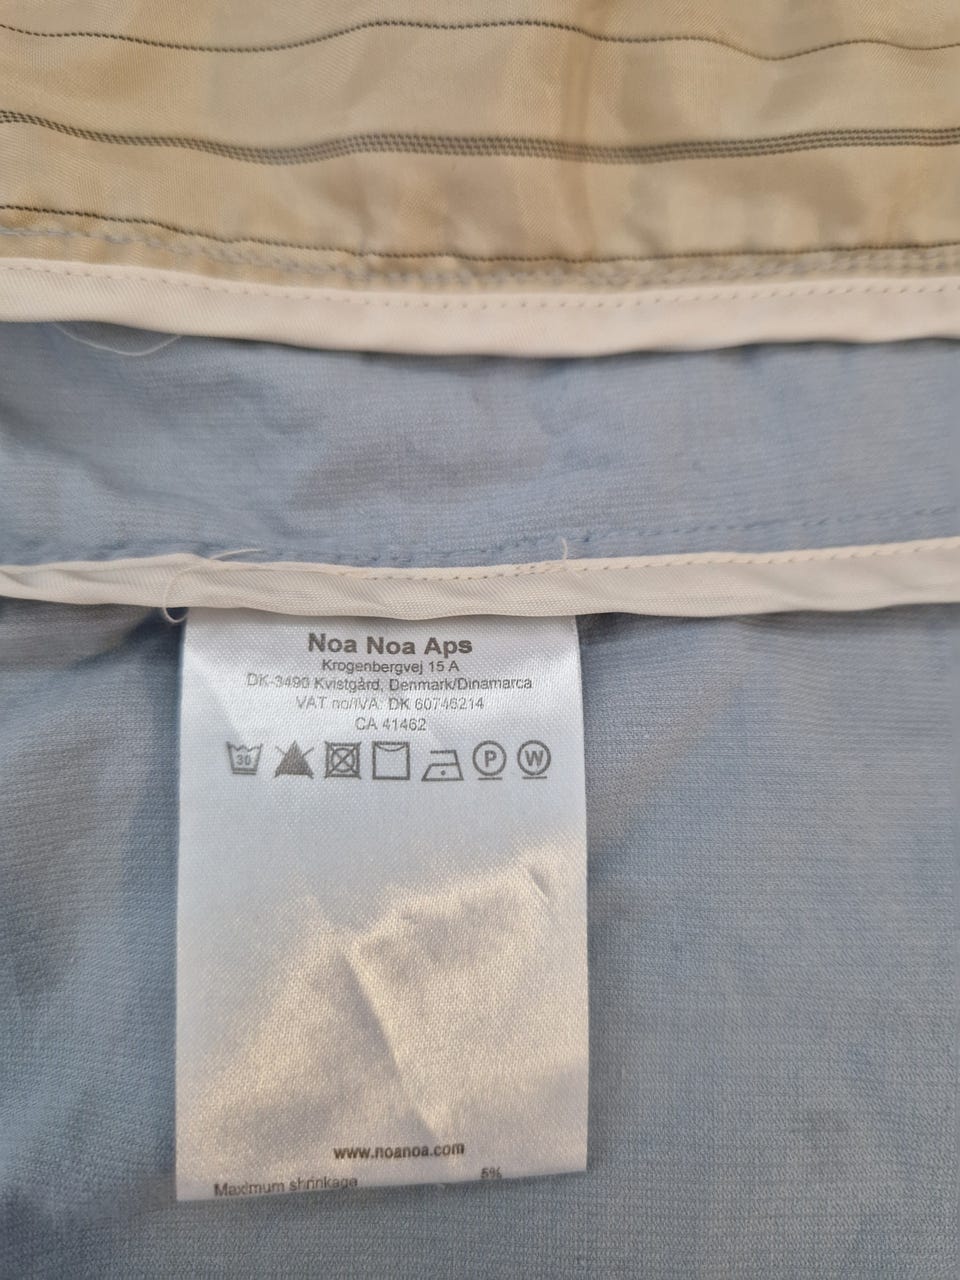 Noa Noa Aps
Krogenbergvej 15 A
DK-3490 Kvistgård, Denmark/Dinamarca
VAT no/IVA: DK 60746214
CA 41462
30 P W
www.noanoa.com
Maximum shrinkage 5%